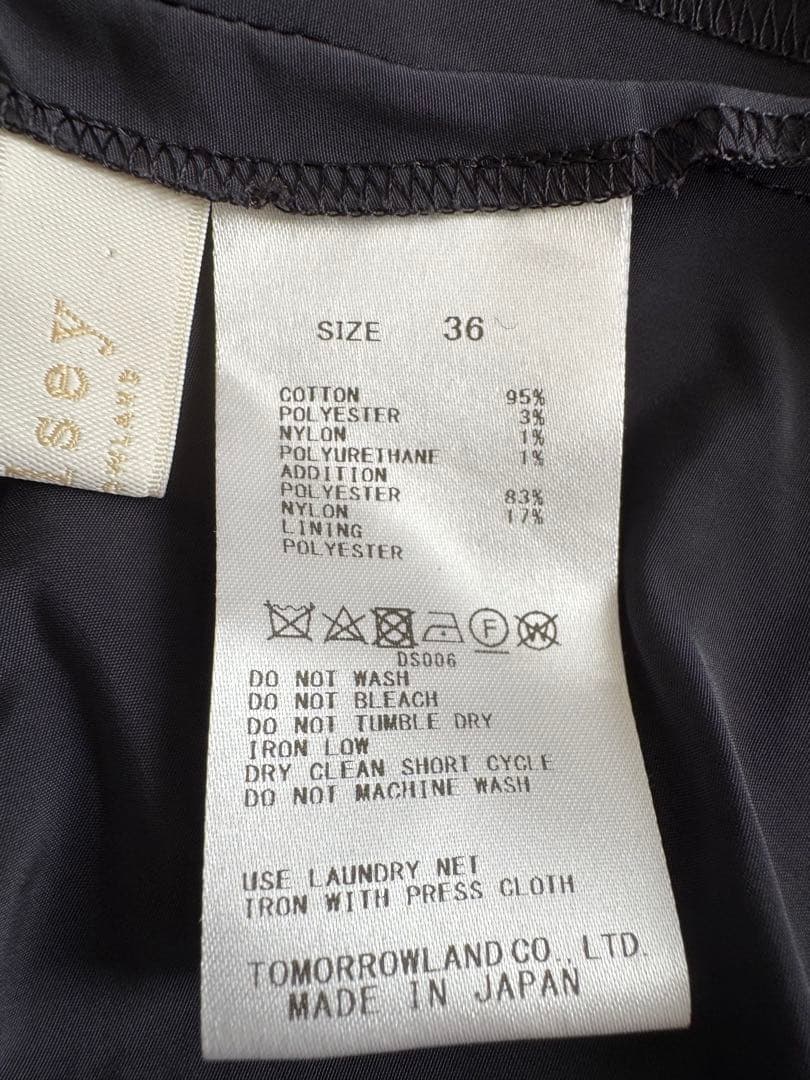 SIZE 36
COTTON 95%
POLYESTER 3%
NYLON 1%
POLYURETHANE 1%
ADDITION
POLYESTER 83%
NYLON 17%
LINING
POLYESTER
F W
DS006
DO NOT WASH
DO NOT BLEACH
DO NOT TUMBLE DRY
IRON LOW
DRY CLEAN SHORT CYCLE
DO NOT MACHINE WASH
USE LAUNDRY NET
IRON WITH PRESS CLOTH
TOMORROWLAND CO., LTD.
MADE IN JAPAN
sey